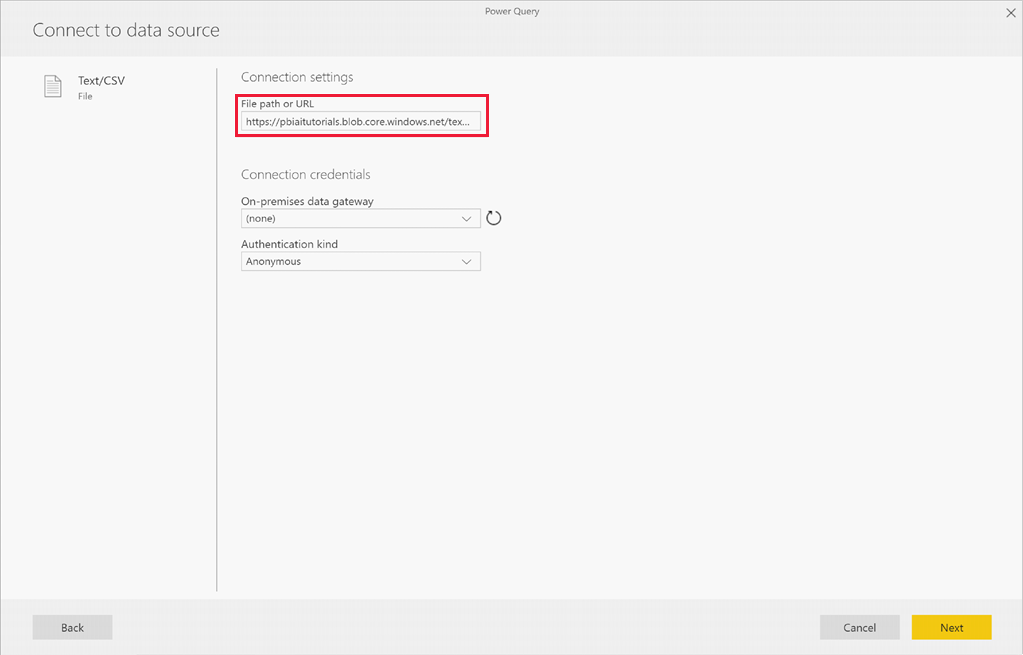 Power Query
Connect to data source
Text/CSV
File
Connection settings
File path or URL
https://pbiaitutorials.blob.core.windows.net/tex...
Connection credentials
On-premises data gateway
(none)
Authentication kind
Anonymous
Back
Cancel
Next